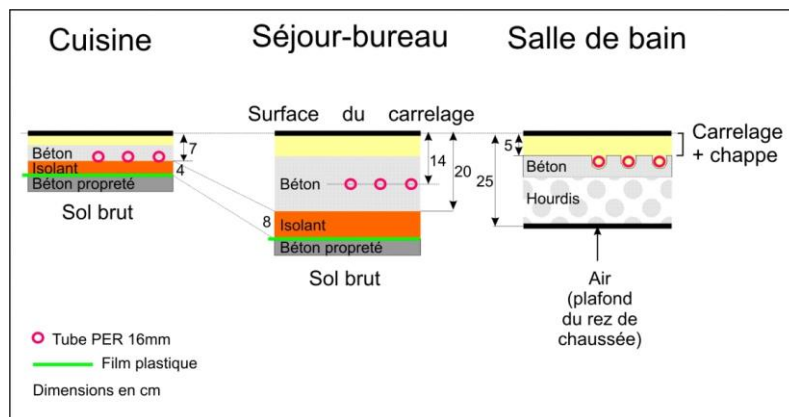 Cuisine
Séjour-bureau
Salle de bain
Surface du carrelage
Béton
Isolant
Béton propreté
7
4
Sol brut
Béton
Isolant
Béton propreté
14
20
8
Sol brut
5
25
Béton
Hourdis
Carrelage
+ chappe
Air
(plafond
du rez de
chaussée)
Tube PER 16mm
Film plastique
Dimensions en cm